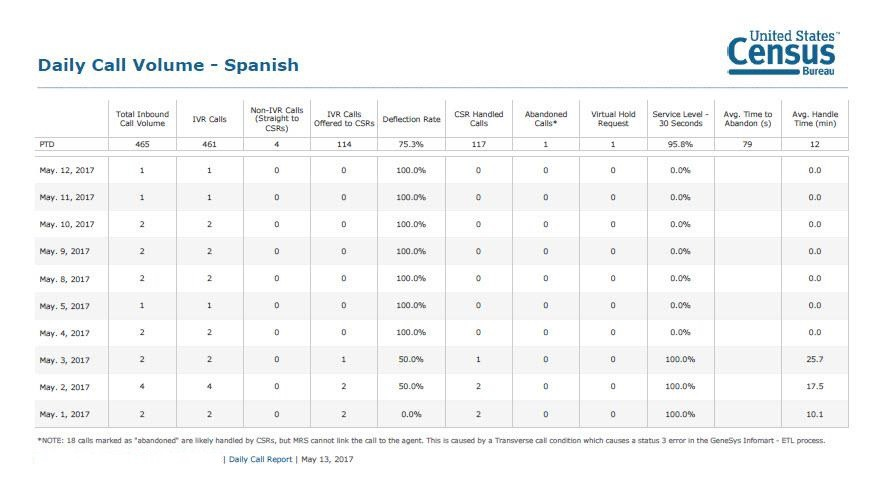 United States™
Census
Bureau
Daily Call Volume - Spanish
Total Inbound Call Volume IVR Calls Non-IVR Calls (Straight to CSRs) IVR Calls Offered to CSRs Deflection Rate CSR Handled Calls Abandoned Calls* Virtual Hold Request Service Level - 30 Seconds Avg. Time to Abandon (s) Avg. Handle Time (min)
PTD 465 461 4 114 75.3% 117 1 1 95.8% 79 12
May. 12, 2017 1 1 0 0 100.0% 0 0 0 0.0% 0.0
May. 11, 2017 1 1 0 0 100.0% 0 0 0 0.0% 0.0
May. 10, 2017 2 2 0 0 100.0% 0 0 0 0.0% 0.0
May. 9, 2017 2 2 0 0 100.0% 0 0 0 0.0% 0.0
May. 8, 2017 2 2 0 0 100.0% 0 0 0 0.0% 0.0
May. 5, 2017 1 1 0 0 100.0% 0 0 0 0.0% 0.0
May. 4, 2017 2 2 0 0 100.0% 0 0 0 0.0% 0.0
May. 3, 2017 2 2 0 1 50.0% 1 0 0 100.0% 25.7
May. 2, 2017 4 4 0 2 50.0% 2 0 0 100.0% 17.5
May. 1, 2017 2 2 0 2 0.0% 2 0 0 100.0% 10.1
*NOTE: 18 calls marked as "abandoned" are likely handled by CSRs, but MRS cannot link the call to the agent. This is caused by a Transverse call condition which causes a status 3 error in the GeneSys Infomart - ETL process.
| Daily Call Report | May 13, 2017